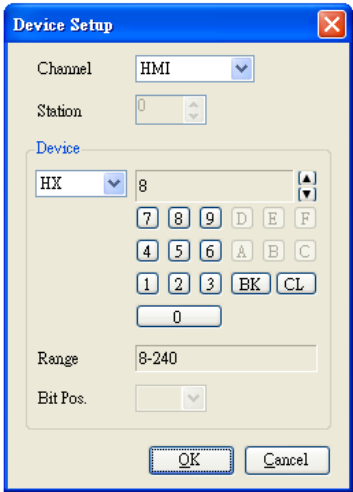 Device Setup
Channel HMI
Station 0
Device
HX 8
7 8 9 D E F
4 5 6 A B C
1 2 3 BK CL
0
Range 8-240
Bit Pos.
OK Cancel